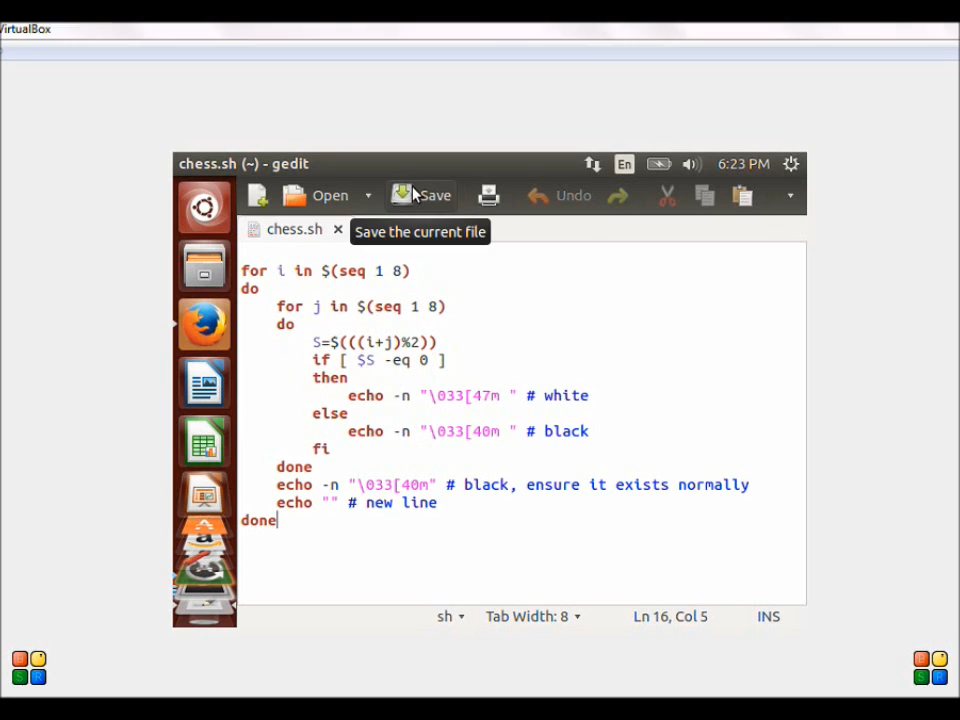 VirtualBox
chess.sh (~) - gedit
En
6:23 PM
Open
Save
Undo
chess.sh ×
Save the current file
for i in $(seq 1 8)
do
    for j in $(seq 1 8)
    do
        S=$(((i+j)%2))
        if [ $S -eq 0 ]
        then
            echo -n "\033[47m " # white
        else
            echo -n "\033[40m " # black
        fi
    done
    echo -n "\033[40m" # black, ensure it exists normally
    echo "" # new line
done
sh
Tab Width: 8
Ln 16, Col 5
INS